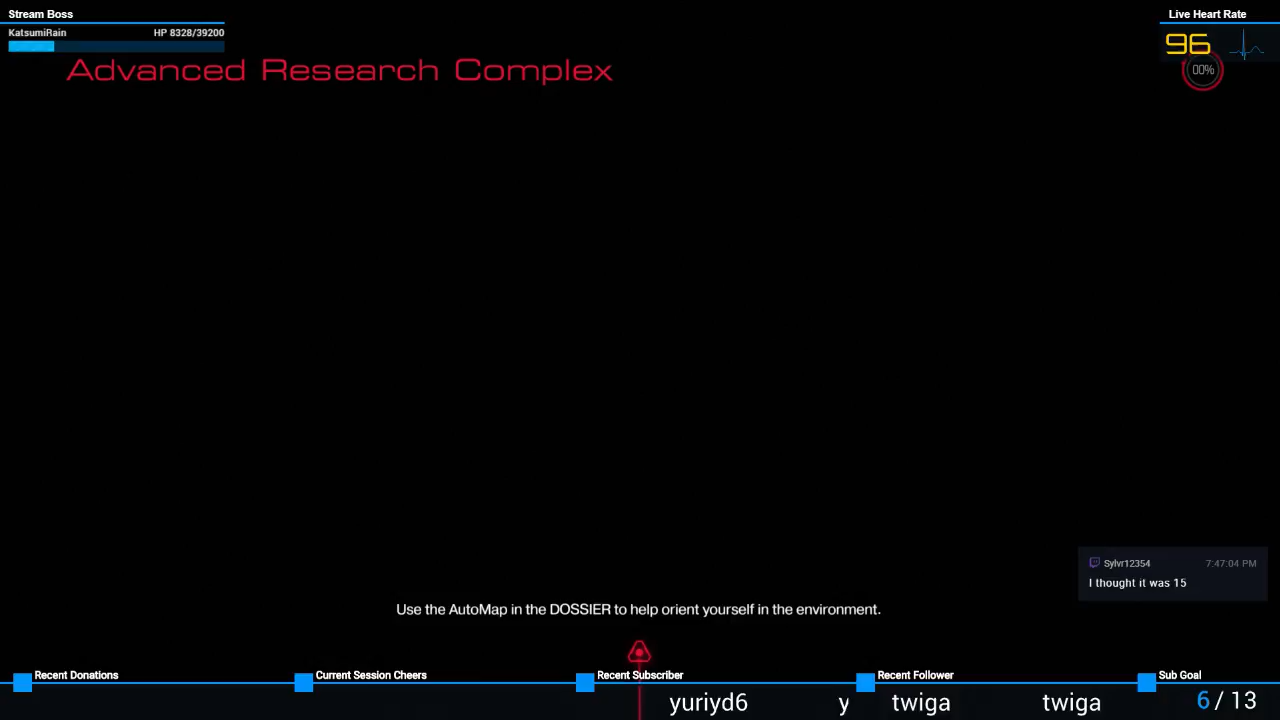 Stream Boss
KatsumiRain HP 8328/39200
Live Heart Rate
96
00%
Advanced Research Complex
Sylvr12354 7:47:04 PM
I thought it was 15
Use the AutoMap in the DOSSIER to help orient yourself in the environment.
Recent Donations
Current Session Cheers
Recent Subscriber
yuriyd6 y
Recent Follower
twiga twiga
Sub Goal
6 / 13